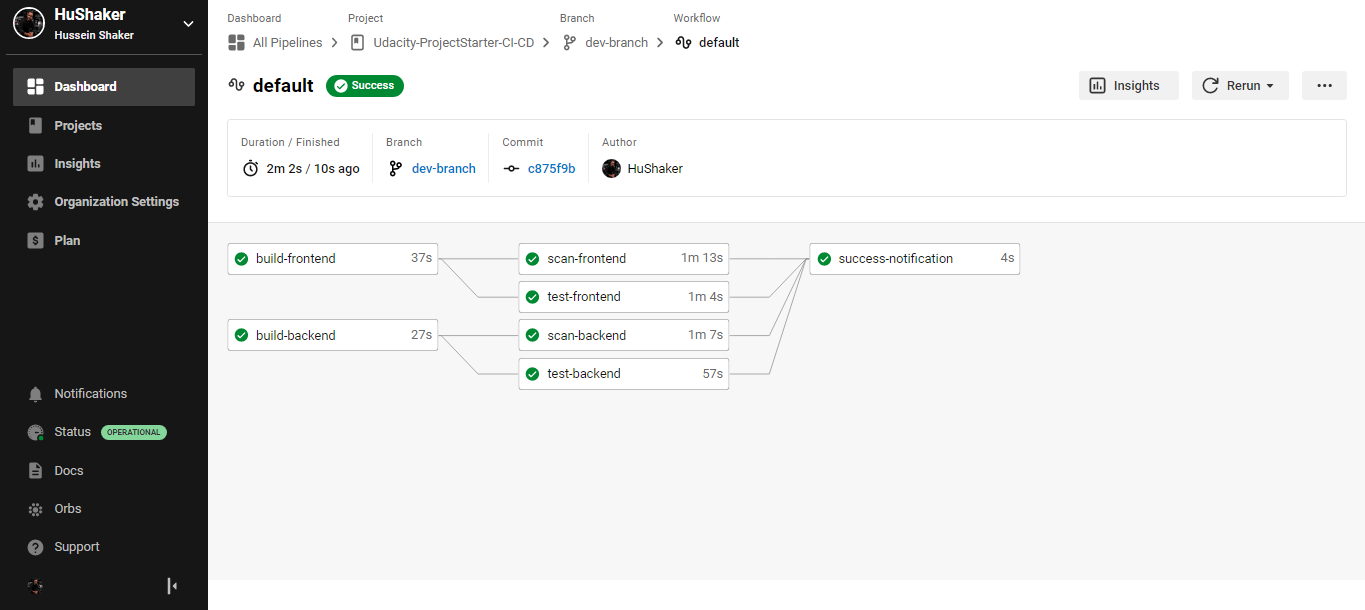 HuShaker
Hussein Shaker
Dashboard
Projects
Insights
Organization Settings
Plan
Notifications
Status OPERATIONAL
Docs
Orbs
Support
Dashboard Project Branch Workflow
All Pipelines Udacity-ProjectStarter-CI-CD dev-branch default
default Success Insights Rerun
Duration / Finished Branch Commit Author
2m 2s / 10s ago dev-branch c875f9b HuShaker
build-frontend 37s scan-frontend 1m 13s success-notification 4s
test-frontend 1m 4s
build-backend 27s scan-backend 1m 7s
test-backend 57s